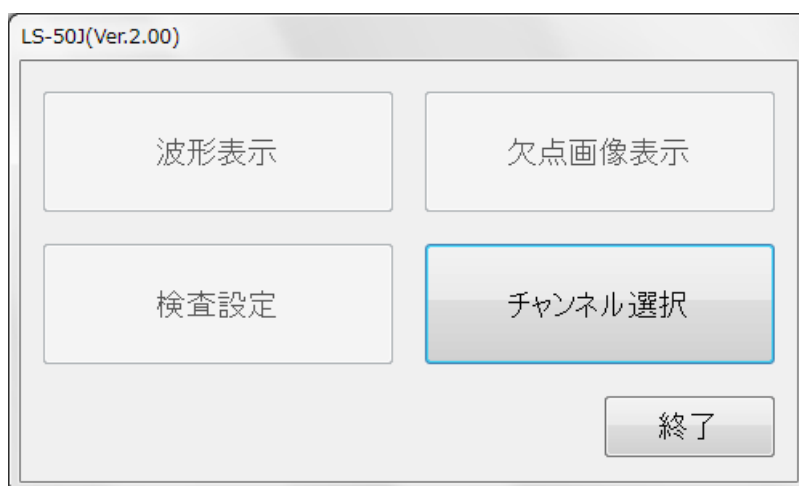 LS-50J(Ver.2.00)
波形表示
欠点画像表示
検査設定
チャンネル選択
終了